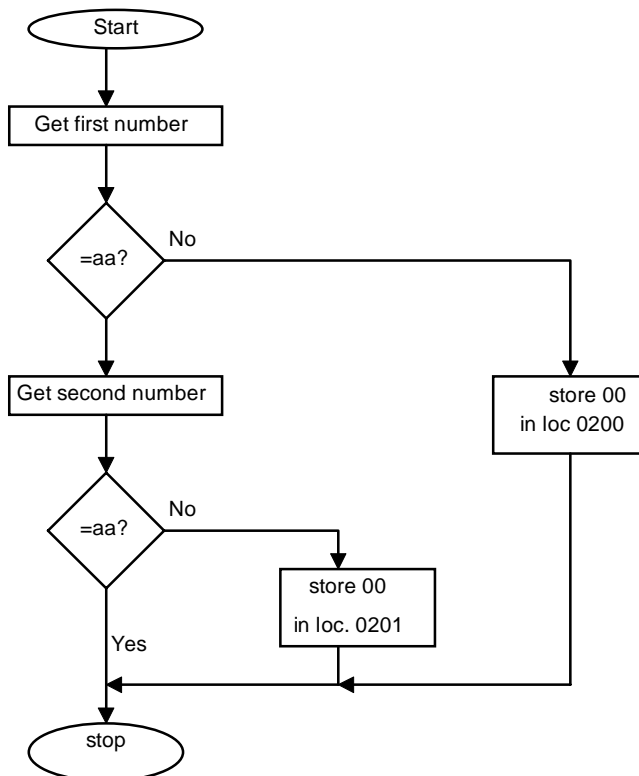 Start
Get first number
=aa?
No
Get second number
store 00
in loc 0200
=aa?
No
store 00
in loc. 0201
Yes
stop